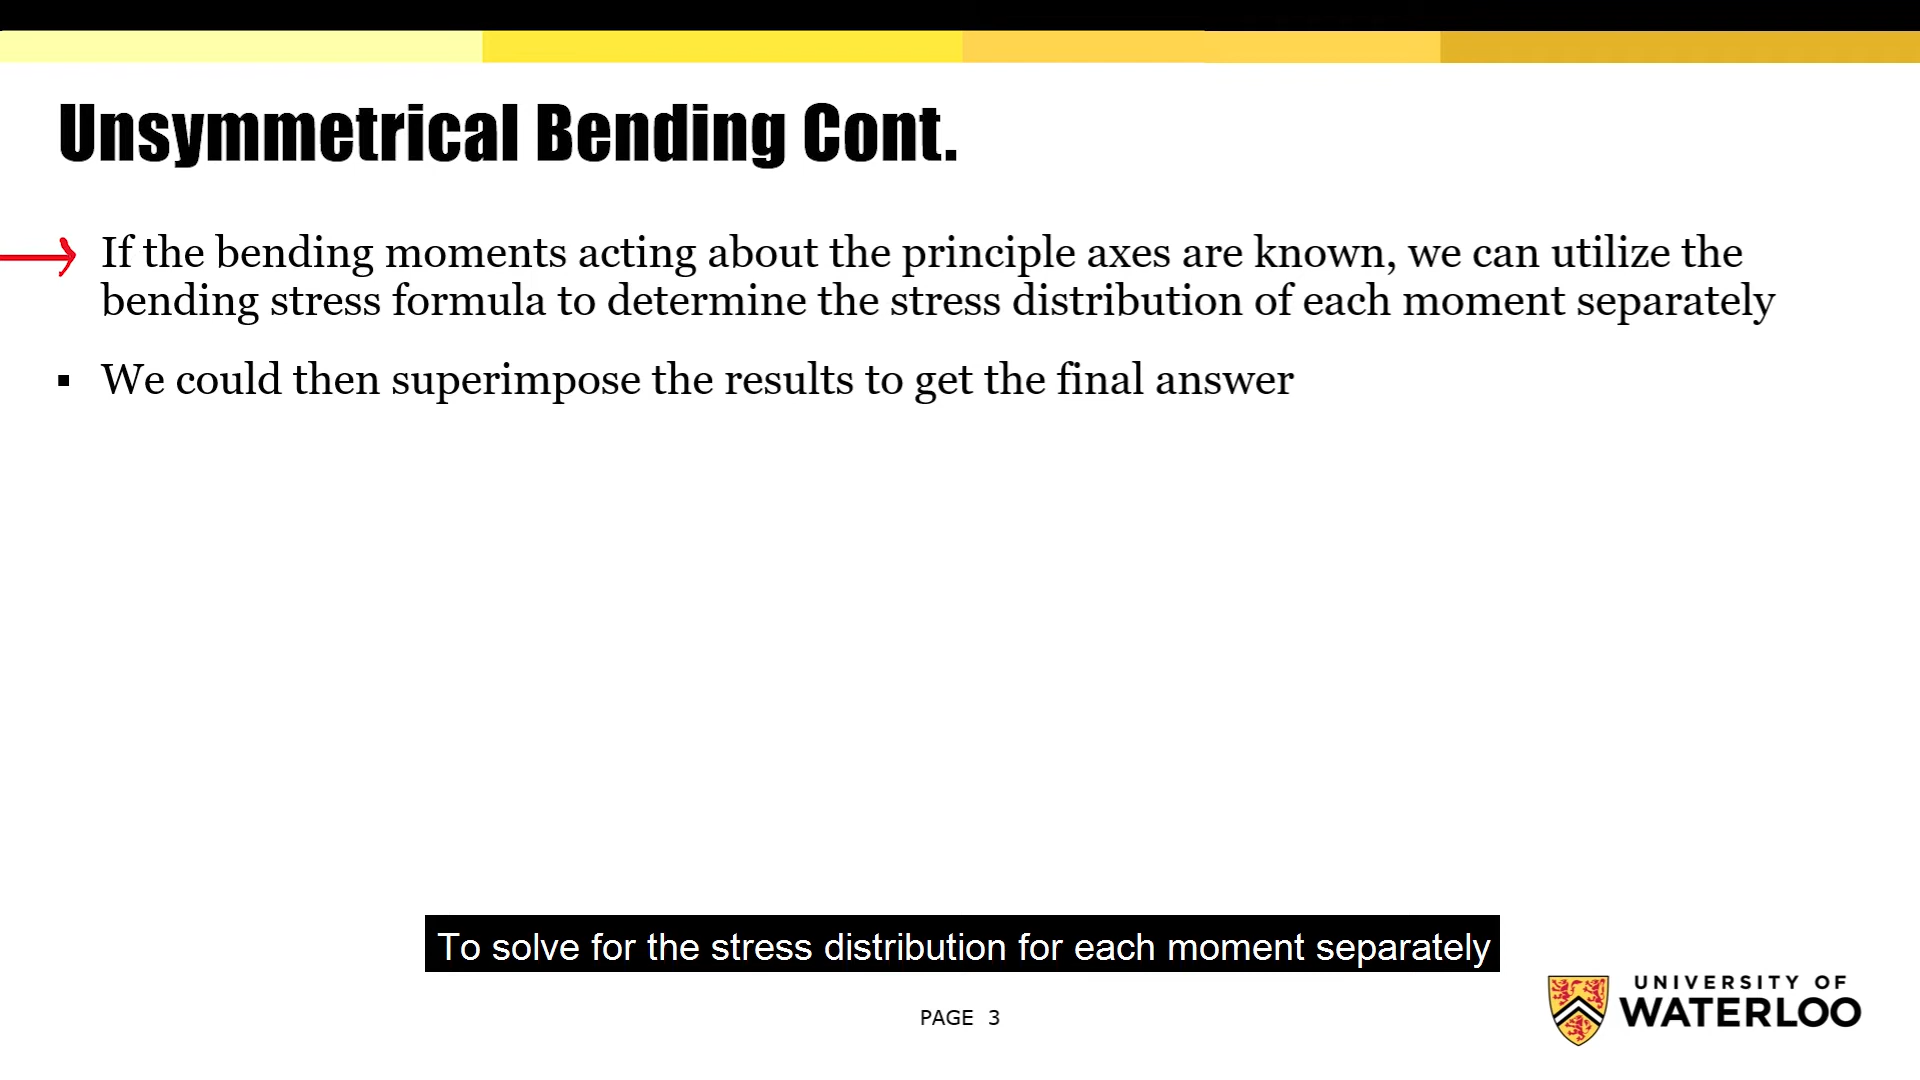 Unsymmetrical Bending Cont.
If the bending moments acting about the principle axes are known, we can utilize the
bending stress formula to determine the stress distribution of each moment separately
▪ We could then superimpose the results to get the final answer
To solve for the stress distribution for each moment separately
PAGE 3
UNIVERSITY OF
WATERLOO